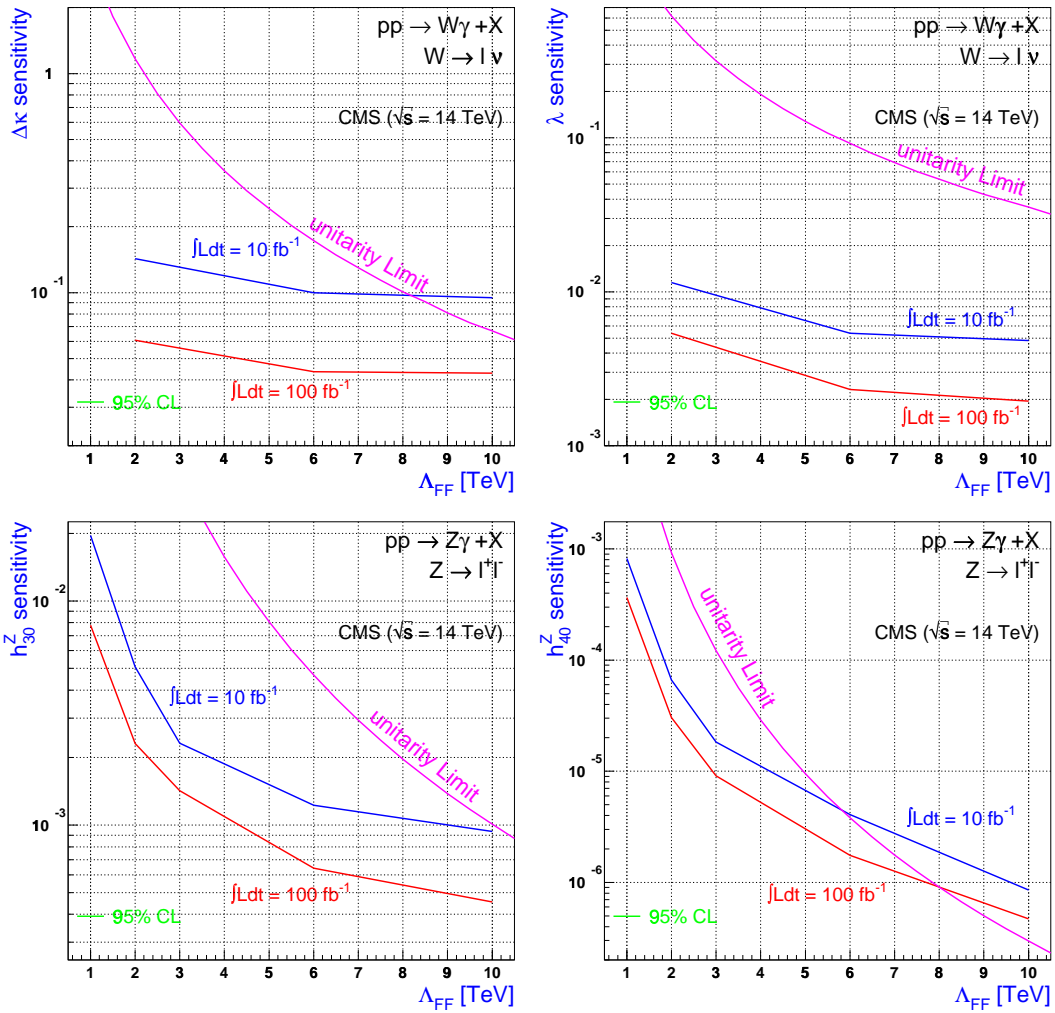 Δκ sensitivity
1
10⁻¹
pp → Wγ +X
W → l ν
CMS (√s = 14 TeV)
unitarity Limit
∫Ldt = 10 fb⁻¹
∫Ldt = 100 fb⁻¹
95% CL
1 2 3 4 5 6 7 8 9 10
Λ_FF [TeV]
λ sensitivity
10⁻¹
10⁻²
10⁻³
pp → Wγ +X
W → l ν
CMS (√s = 14 TeV)
unitarity Limit
∫Ldt = 10 fb⁻¹
∫Ldt = 100 fb⁻¹
95% CL
1 2 3 4 5 6 7 8 9 10
Λ_FF [TeV]
h^Z_30 sensitivity
10⁻²
10⁻³
pp → Zγ +X
Z → l⁺l⁻
CMS (√s = 14 TeV)
unitarity Limit
∫Ldt = 10 fb⁻¹
∫Ldt = 100 fb⁻¹
95% CL
1 2 3 4 5 6 7 8 9 10
Λ_FF [TeV]
h^Z_40 sensitivity
10⁻³
10⁻⁴
10⁻⁵
10⁻⁶
pp → Zγ +X
Z → l⁺l⁻
CMS (√s = 14 TeV)
unitarity Limit
∫Ldt = 10 fb⁻¹
∫Ldt = 100 fb⁻¹
95% CL
1 2 3 4 5 6 7 8 9 10
Λ_FF [TeV]